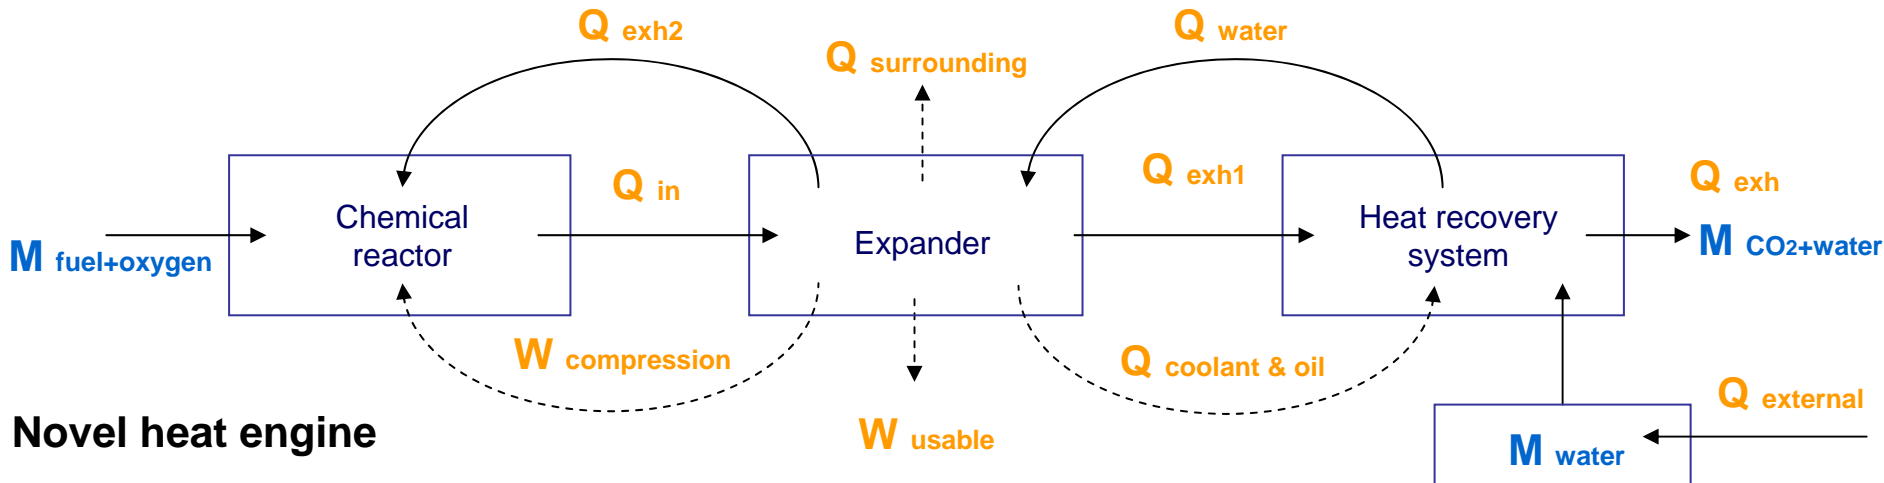 Q exh2
Q surrounding
Q water
Q in
Q exh1
Q exh
Chemical
reactor
Expander
Heat recovery
system
M fuel+oxygen
M CO2+water
W compression
Q coolant & oil
Q external
W usable
Novel heat engine
M water